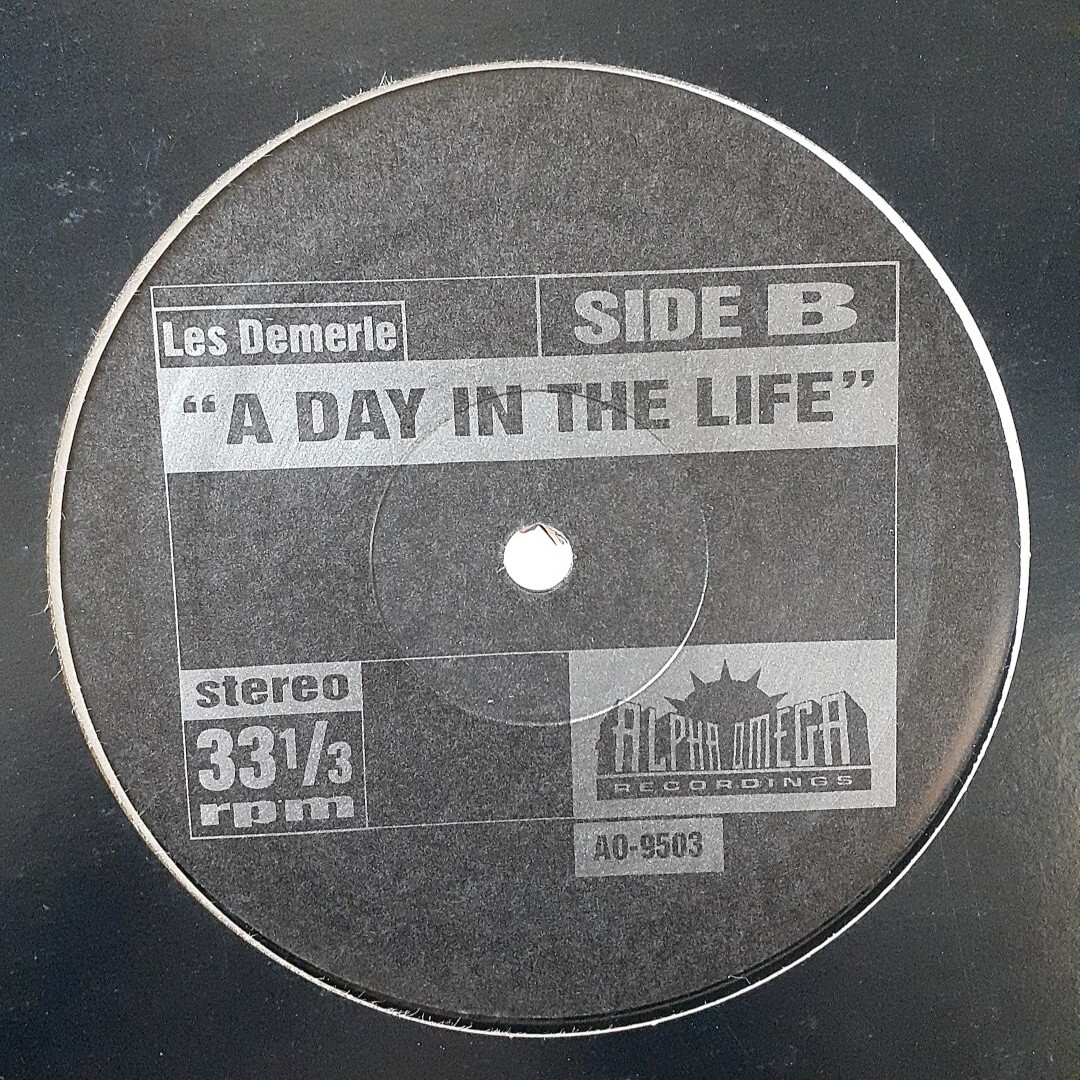 Les Demerle
SIDE B
“A DAY IN THE LIFE”
stereo
33 1/3
rpm
ALPHA OMEGA
RECORDINGS
AO-9503